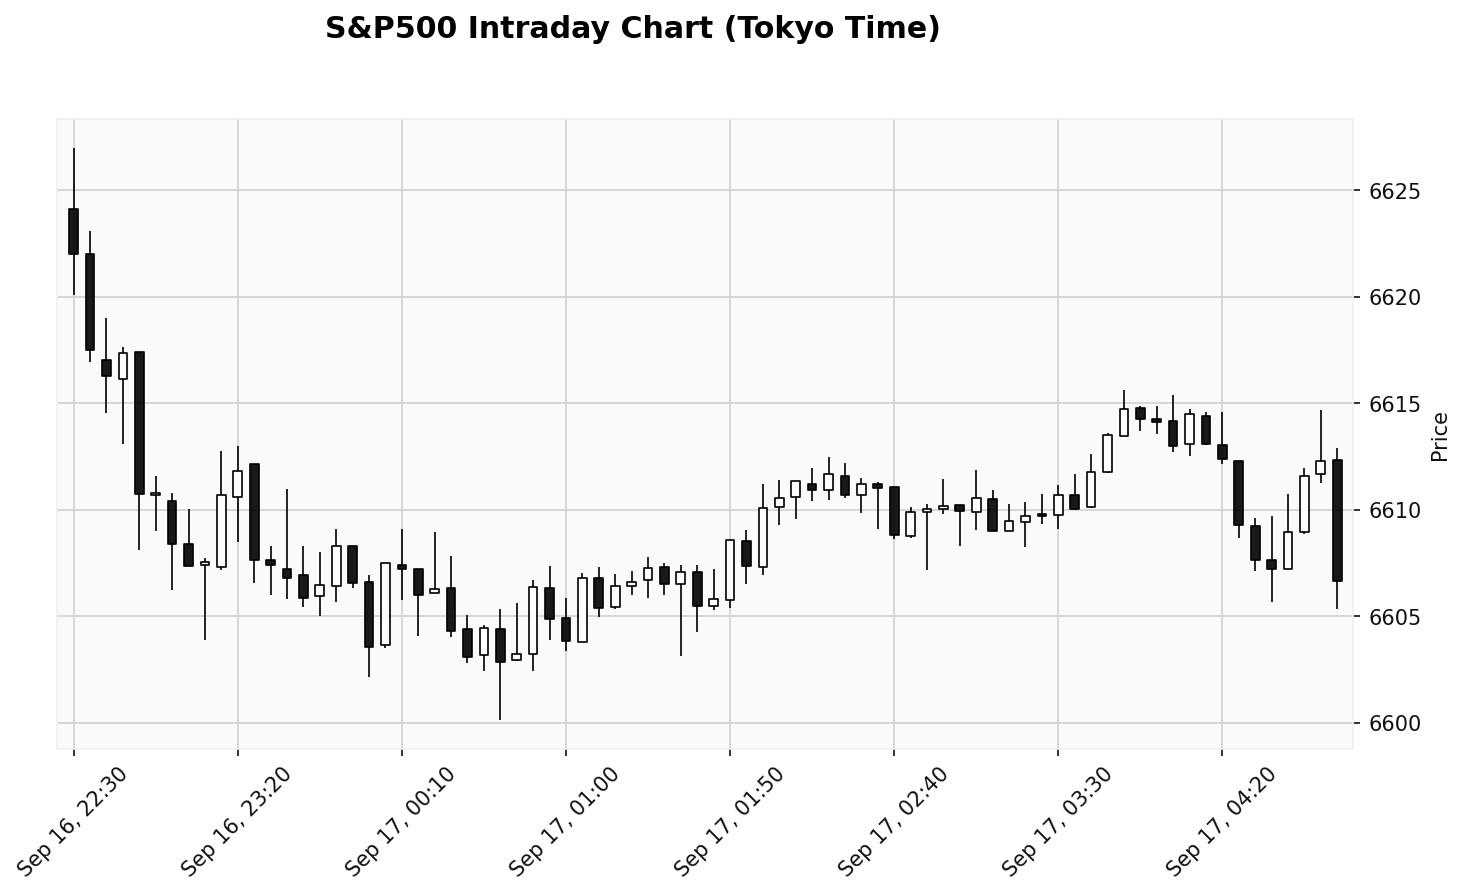 S&P500 Intraday Chart (Tokyo Time)
6625
6620
6615
6610
6605
6600
Price
Sep 16, 22:30
Sep 16, 23:20
Sep 17, 00:10
Sep 17, 01:00
Sep 17, 01:50
Sep 17, 02:40
Sep 17, 03:30
Sep 17, 04:20